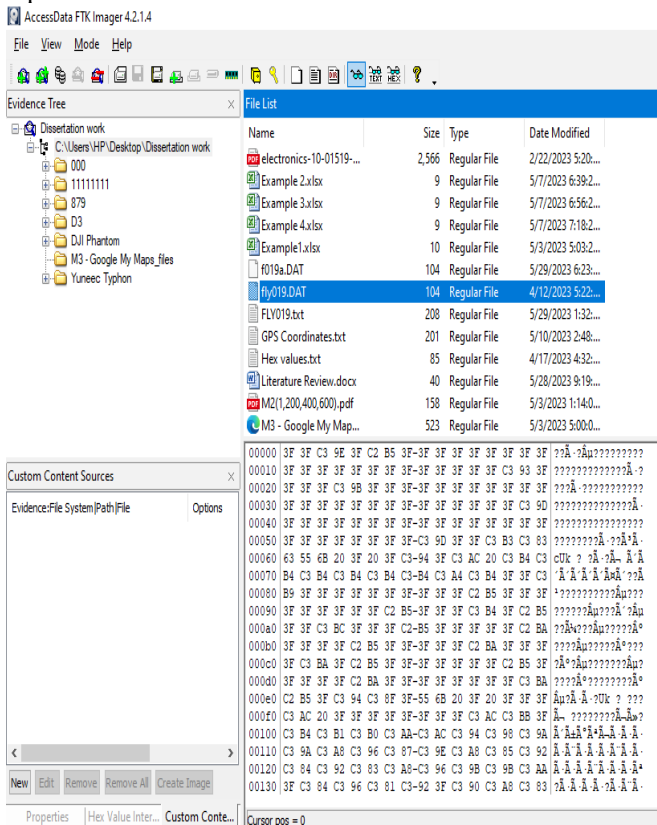 AccessData FTK Imager 4.2.1.4
File View Mode Help
Evidence Tree
Dissertation work
C:\Users\HP\Desktop\Dissertation work
000
11111111
879
D3
DJI Phantom
M3 - Google My Maps_files
Yuneec Typhon
Custom Content Sources
Evidence:File System|Path|File Options
New Edit Remove Remove All Create Image
Properties Hex Value Inter... Custom Conte...
File List
Name Size Type Date Modified
electronics-10-01519-... 2,566 Regular File 2/22/2023 5:20:...
Example 2.xlsx 9 Regular File 5/7/2023 6:39:2...
Example 3.xlsx 9 Regular File 5/7/2023 6:56:2...
Example 4.xlsx 9 Regular File 5/7/2023 7:18:2...
Example1.xlsx 10 Regular File 5/3/2023 5:03:2...
f019a.DAT 104 Regular File 5/29/2023 6:23:...
fly019.DAT 104 Regular File 4/12/2023 5:22:...
FLY019.txt 208 Regular File 5/29/2023 1:32:...
GPS Coordinates.txt 201 Regular File 5/10/2023 2:48:...
Hex values.txt 85 Regular File 4/17/2023 4:32:...
Literature Review.docx 40 Regular File 5/28/2023 9:19:...
M2(1,200,400,600).pdf 158 Regular File 5/3/2023 1:14:0...
M3 - Google My Map... 523 Regular File 5/3/2023 5:00:0...
00000 3F 3F C3 9E 3F C2 B5 3F-3F 3F 3F 3F 3F 3F 3F 3F
00010 3F 3F 3F 3F 3F 3F 3F 3F-3F 3F 3F 3F 3F C3 93 3F
00020 3F 3F 3F C3 9B 3F 3F 3F-3F 3F 3F 3F 3F 3F 3F 3F
00030 3F 3F 3F 3F 3F 3F 3F 3F-3F 3F 3F 3F 3F 3F C3 9D
00040 3F 3F 3F 3F 3F 3F 3F 3F-3F 3F 3F 3F 3F 3F 3F 3F
00050 3F 3F 3F 3F 3F 3F 3F 3F-C3 9D 3F 3F C3 B3 C3 83
00060 63 55 6B 20 3F 20 3F C3-94 3F C3 AC 20 C3 B4 C3
00070 B4 C3 B4 C3 B4 C3 B4 C3-B4 C3 A4 C3 B4 3F 3F C3
00080 B9 3F 3F 3F 3F 3F 3F 3F-3F 3F 3F C2 B5 3F 3F 3F
00090 3F 3F 3F 3F 3F 3F C2 B5-3F 3F 3F C3 B4 3F C2 B5
000a0 3F 3F C3 BC 3F 3F 3F C2-B5 3F 3F 3F 3F 3F C2 BA
000b0 3F 3F 3F 3F C2 B5 3F 3F-3F 3F 3F C2 BA 3F 3F 3F
000c0 3F C3 BA 3F C2 B5 3F 3F-3F 3F 3F 3F 3F C2 B5 3F
000d0 3F 3F 3F 3F C2 BA 3F 3F-3F 3F 3F 3F 3F 3F C3 BA
000e0 C2 B5 3F C3 94 C3 8F 3F-55 6B 20 3F 20 3F 3F 3F
000f0 C3 AC 20 3F 3F 3F 3F 3F-3F 3F 3F C3 AC C3 BB 3F
00100 C3 B4 C3 B1 C3 B0 C3 AA-C3 AC C3 94 C3 98 C3 9A
00110 C3 9A C3 A8 C3 96 C3 87-C3 9E C3 A8 C3 85 C3 92
00120 C3 84 C3 92 C3 83 C3 A8-C3 96 C3 9B C3 9B C3 AA
00130 3F C3 84 C3 96 C3 81 C3-92 3F C3 90 C3 A8 C3 83
Cursor pos = 0